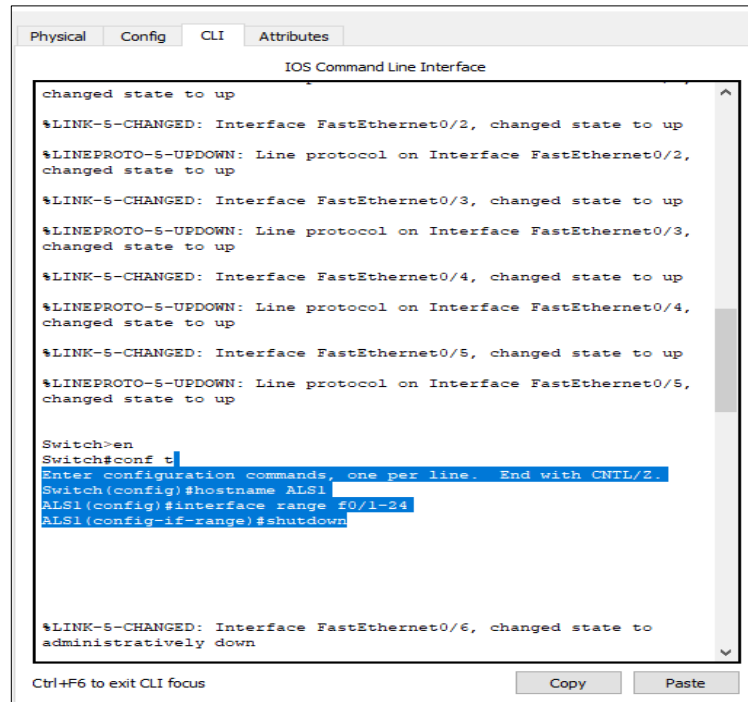 Physical Config CLI Attributes
IOS Command Line Interface
changed state to up
%LINK-5-CHANGED: Interface FastEthernet0/2, changed state to up
%LINEPROTO-5-UPDOWN: Line protocol on Interface FastEthernet0/2,
changed state to up
%LINK-5-CHANGED: Interface FastEthernet0/3, changed state to up
%LINEPROTO-5-UPDOWN: Line protocol on Interface FastEthernet0/3,
changed state to up
%LINK-5-CHANGED: Interface FastEthernet0/4, changed state to up
%LINEPROTO-5-UPDOWN: Line protocol on Interface FastEthernet0/4,
changed state to up
%LINK-5-CHANGED: Interface FastEthernet0/5, changed state to up
%LINEPROTO-5-UPDOWN: Line protocol on Interface FastEthernet0/5,
changed state to up
Switch>en
Switch#conf t
Enter configuration commands, one per line. End with CNTL/Z.
Switch(config)#hostname ALS1
ALS1(config)#interface range f0/1-24
ALS1(config-if-range)#shutdown
%LINK-5-CHANGED: Interface FastEthernet0/6, changed state to
administratively down
Ctrl+F6 to exit CLI focus
Copy Paste